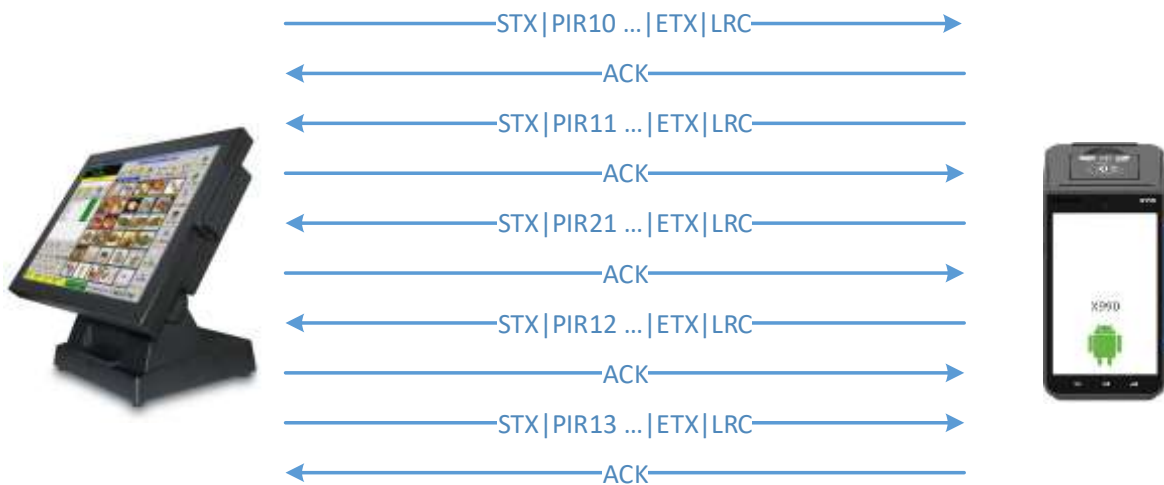 STX|PIR10 ...|ETX|LRC
ACK
STX|PIR11 ...|ETX|LRC
ACK
STX|PIR21 ...|ETX|LRC
ACK
STX|PIR12 ...|ETX|LRC
X990
ACK
STX|PIR13 ...|ETX|LRC
ACK